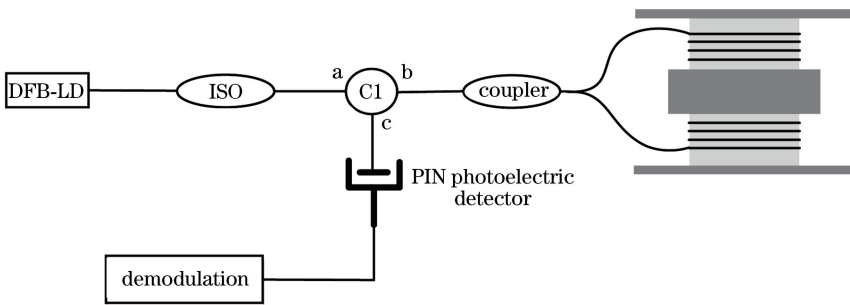 DFB-LD
ISO
a
C1
b
c
coupler
PIN photoelectric
detector
demodulation